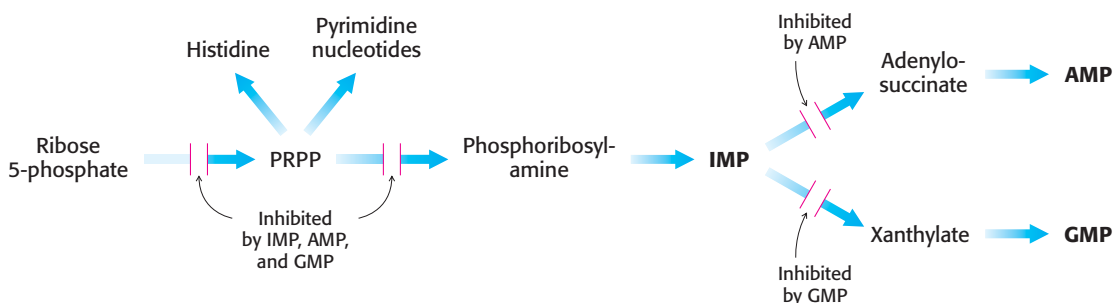 Inhibited
by AMP
Pyrimidine
nucleotides
Histidine
Adenylo-
succinate
AMP
Ribose
5-phosphate
PRPP
Phosphoribosyl-
amine
IMP
Inhibited
by IMP, AMP,
and GMP
Xanthylate
GMP
Inhibited
by GMP